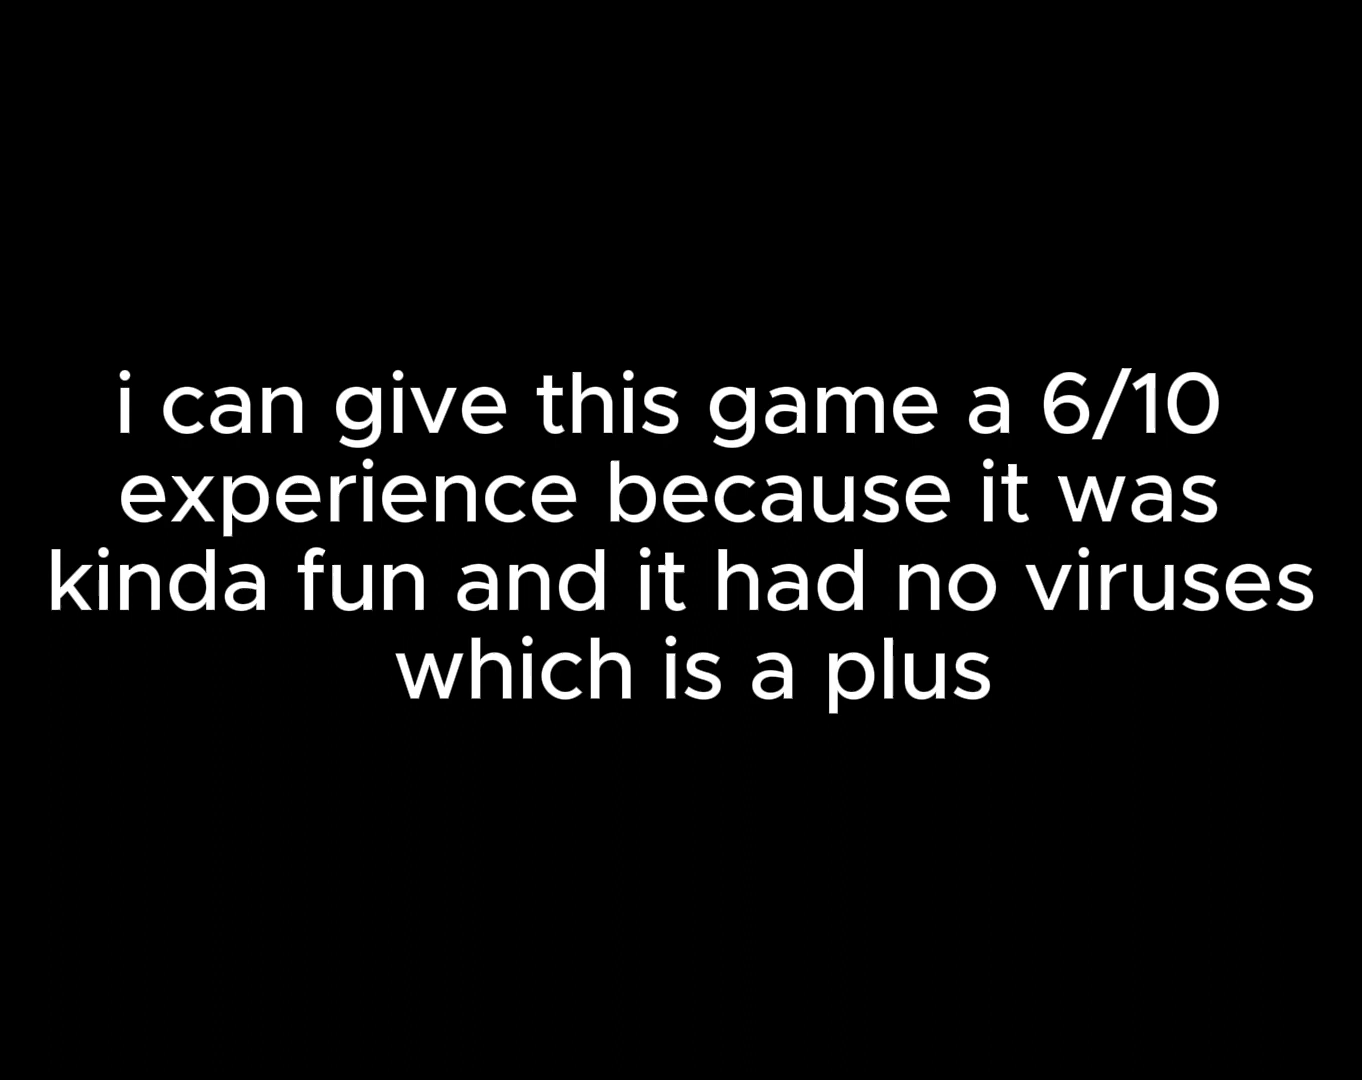 i can give this game a 6/10
experience because it was
kinda fun and it had no viruses
which is a plus